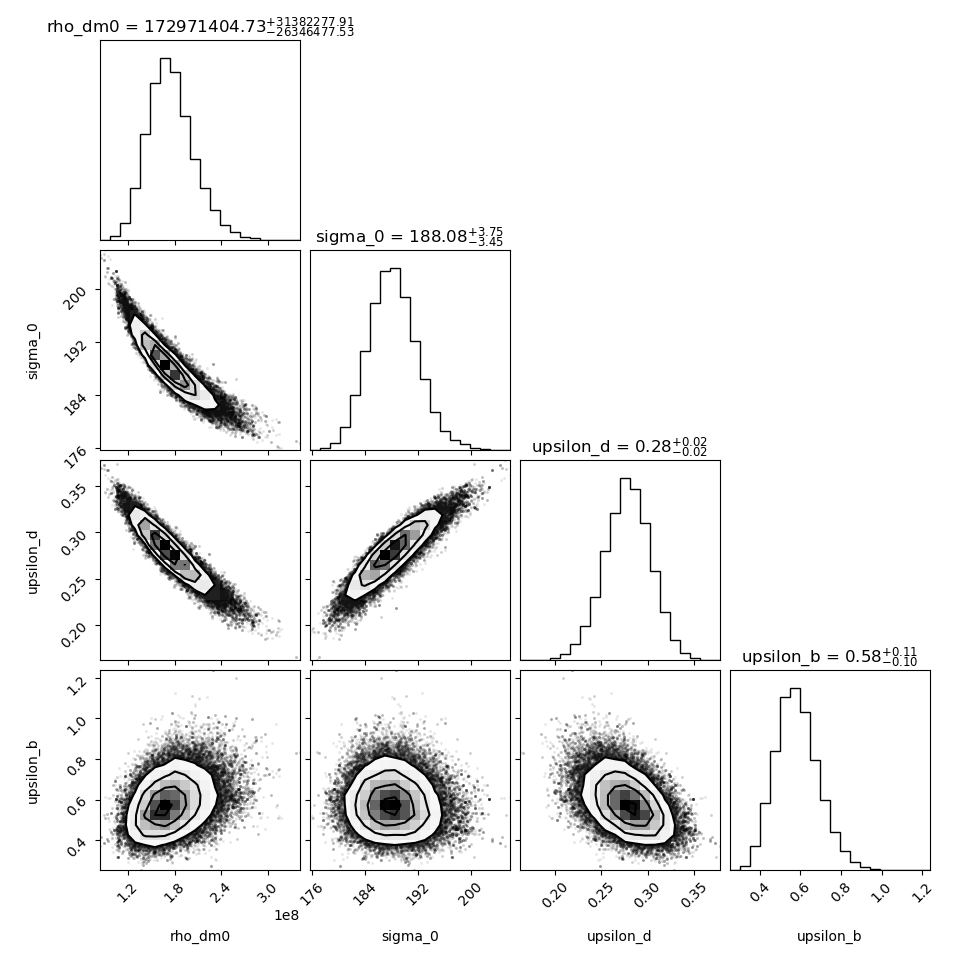 rho_dm0 = 172971404.73+31382277.91 −26346477.53
sigma_0 = 188.08+3.75 −3.45
sigma_0
200
192
184
176
upsilon_d = 0.28+0.02 −0.02
upsilon_d
0.35
0.30
0.25
0.20
upsilon_b = 0.58+0.11 −0.10
upsilon_b
1.2
1.0
0.8
0.6
0.4
1.2 1.8 2.4 3.0 176 184 192 200 0.20 0.25 0.30 0.35 0.4 0.6 0.8 1.0 1.2
1e8
rho_dm0 sigma_0 upsilon_d upsilon_b